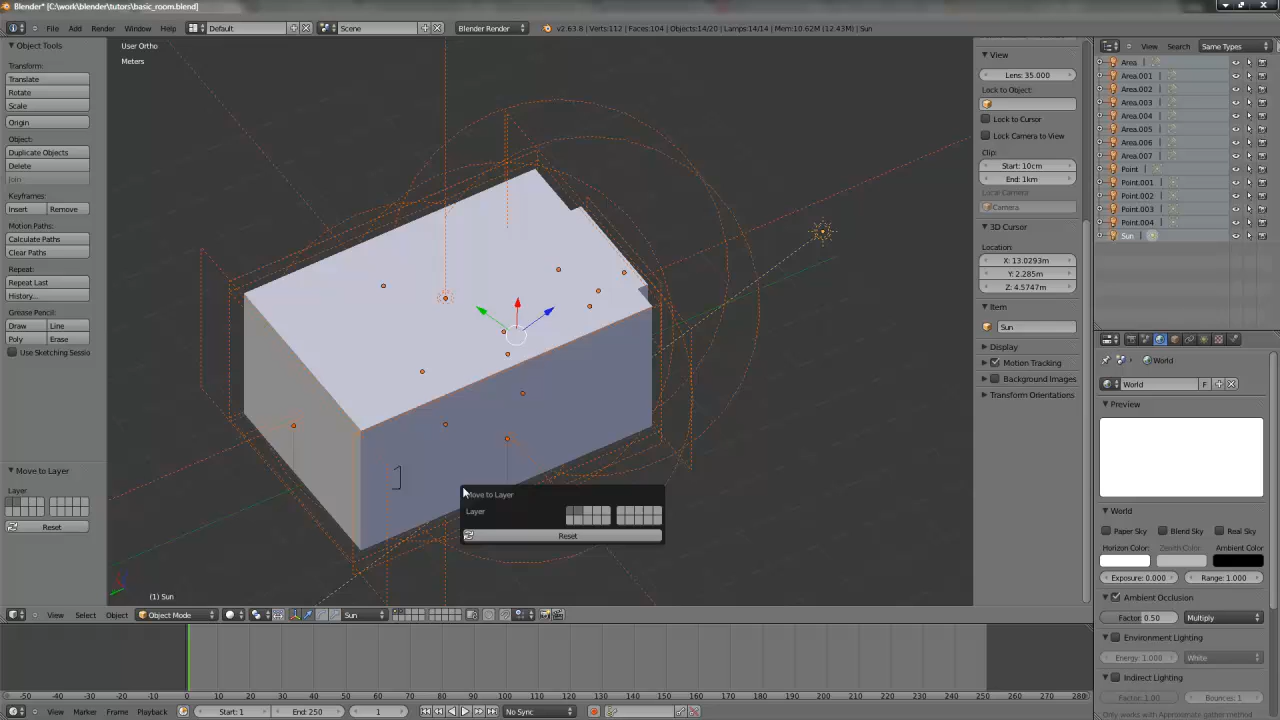 Blender* [C:\work\blender\tutors\basic_room.blend]
File Add Render Window Help Default Scene Blender Render v2.63.8 | Verts:112 | Faces:104 | Objects:14/20 | Lamps:14/14 | Mem:10.62M (12.43M) | Sun
Object Tools
Transform:
Translate
Rotate
Scale
Origin
Object:
Duplicate Objects
Delete
Join
Keyframes:
Insert Remove
Motion Paths:
Calculate Paths
Clear Paths
Repeat:
Repeat Last
History...
Grease Pencil:
Draw Line
Poly Erase
Use Sketching Sessio
Move to Layer
Layer
Reset
User Ortho
Meters
Move to Layer
Layer
Reset
(1) Sun
View Select Object Object Mode Sun
View
Lens: 35.000
Lock to Object:
Lock to Cursor
Lock Camera to View
Clip:
Start: 10cm
End: 1km
Local Camera:
Camera
3D Cursor
Location:
X: 13.0293m
Y: 2.285m
Z: 4.5747m
Item
Sun
Display
Motion Tracking
Background Images
Transform Orientations
View Search Same Types
Area
Area.001
Area.002
Area.003
Area.004
Area.005
Area.006
Area.007
Point
Point.001
Point.002
Point.003
Point.004
Sun
World
World F
Preview
World
Paper Sky Blend Sky Real Sky
Horizon Color: Zenith Color: Ambient Color:
Exposure: 0.000 Range: 1.000
Ambient Occlusion
Factor: 0.50 Multiply
Environment Lighting
Energy: 1.000 White
Indirect Lighting
Factor: 1.00 Bounces: 1
Only works with Approximate gather method
-50 -40 -30 -20 -10 0 10 20 30 40 50 60 70 80 90 100 110 120 130 140 150 160 170 180 190 200 210 220 230 240 250 260 270 280
View Marker Frame Playback Start: 1 End: 250 1 No Sync